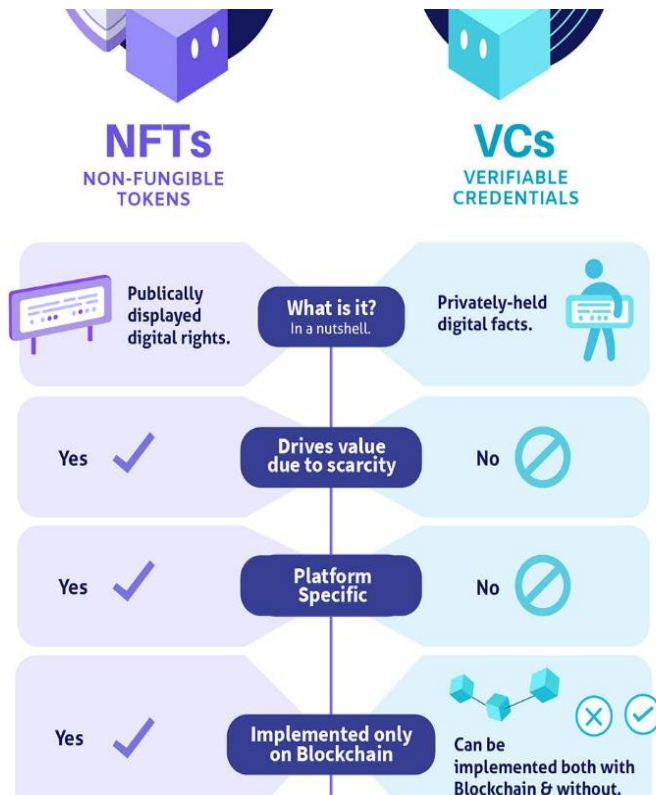 NFTs
NON-FUNGIBLE
TOKENS
VCs
VERIFIABLE
CREDENTIALS
Publically
displayed
digital rights.
What is it?
In a nutshell.
Privately-held
digital facts.
Yes
Drives value
due to scarcity
No
Yes
Platform
Specific
No
Yes
Implemented only
on Blockchain
Can be
implemented both with
Blockchain & without.